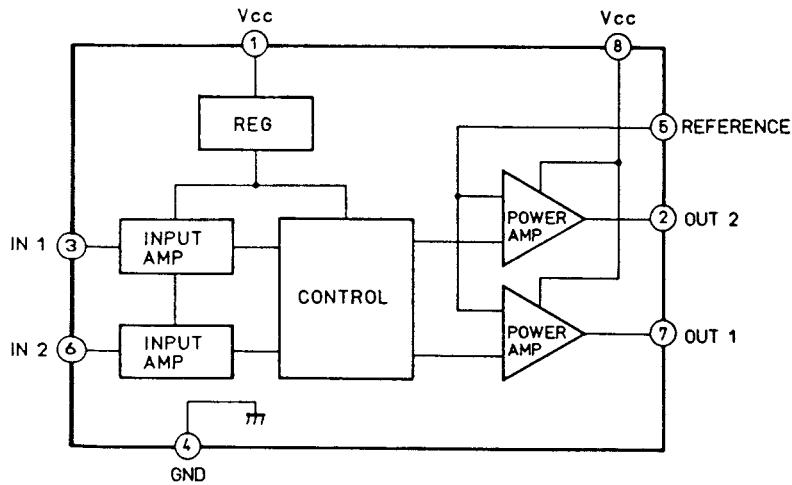 Vcc
Vcc
1
8
REG
5 REFERENCE
POWER
AMP
2 OUT 2
IN 1 3
INPUT
AMP
CONTROL
POWER
AMP
7 OUT 1
IN 2 6
INPUT
AMP
4
GND